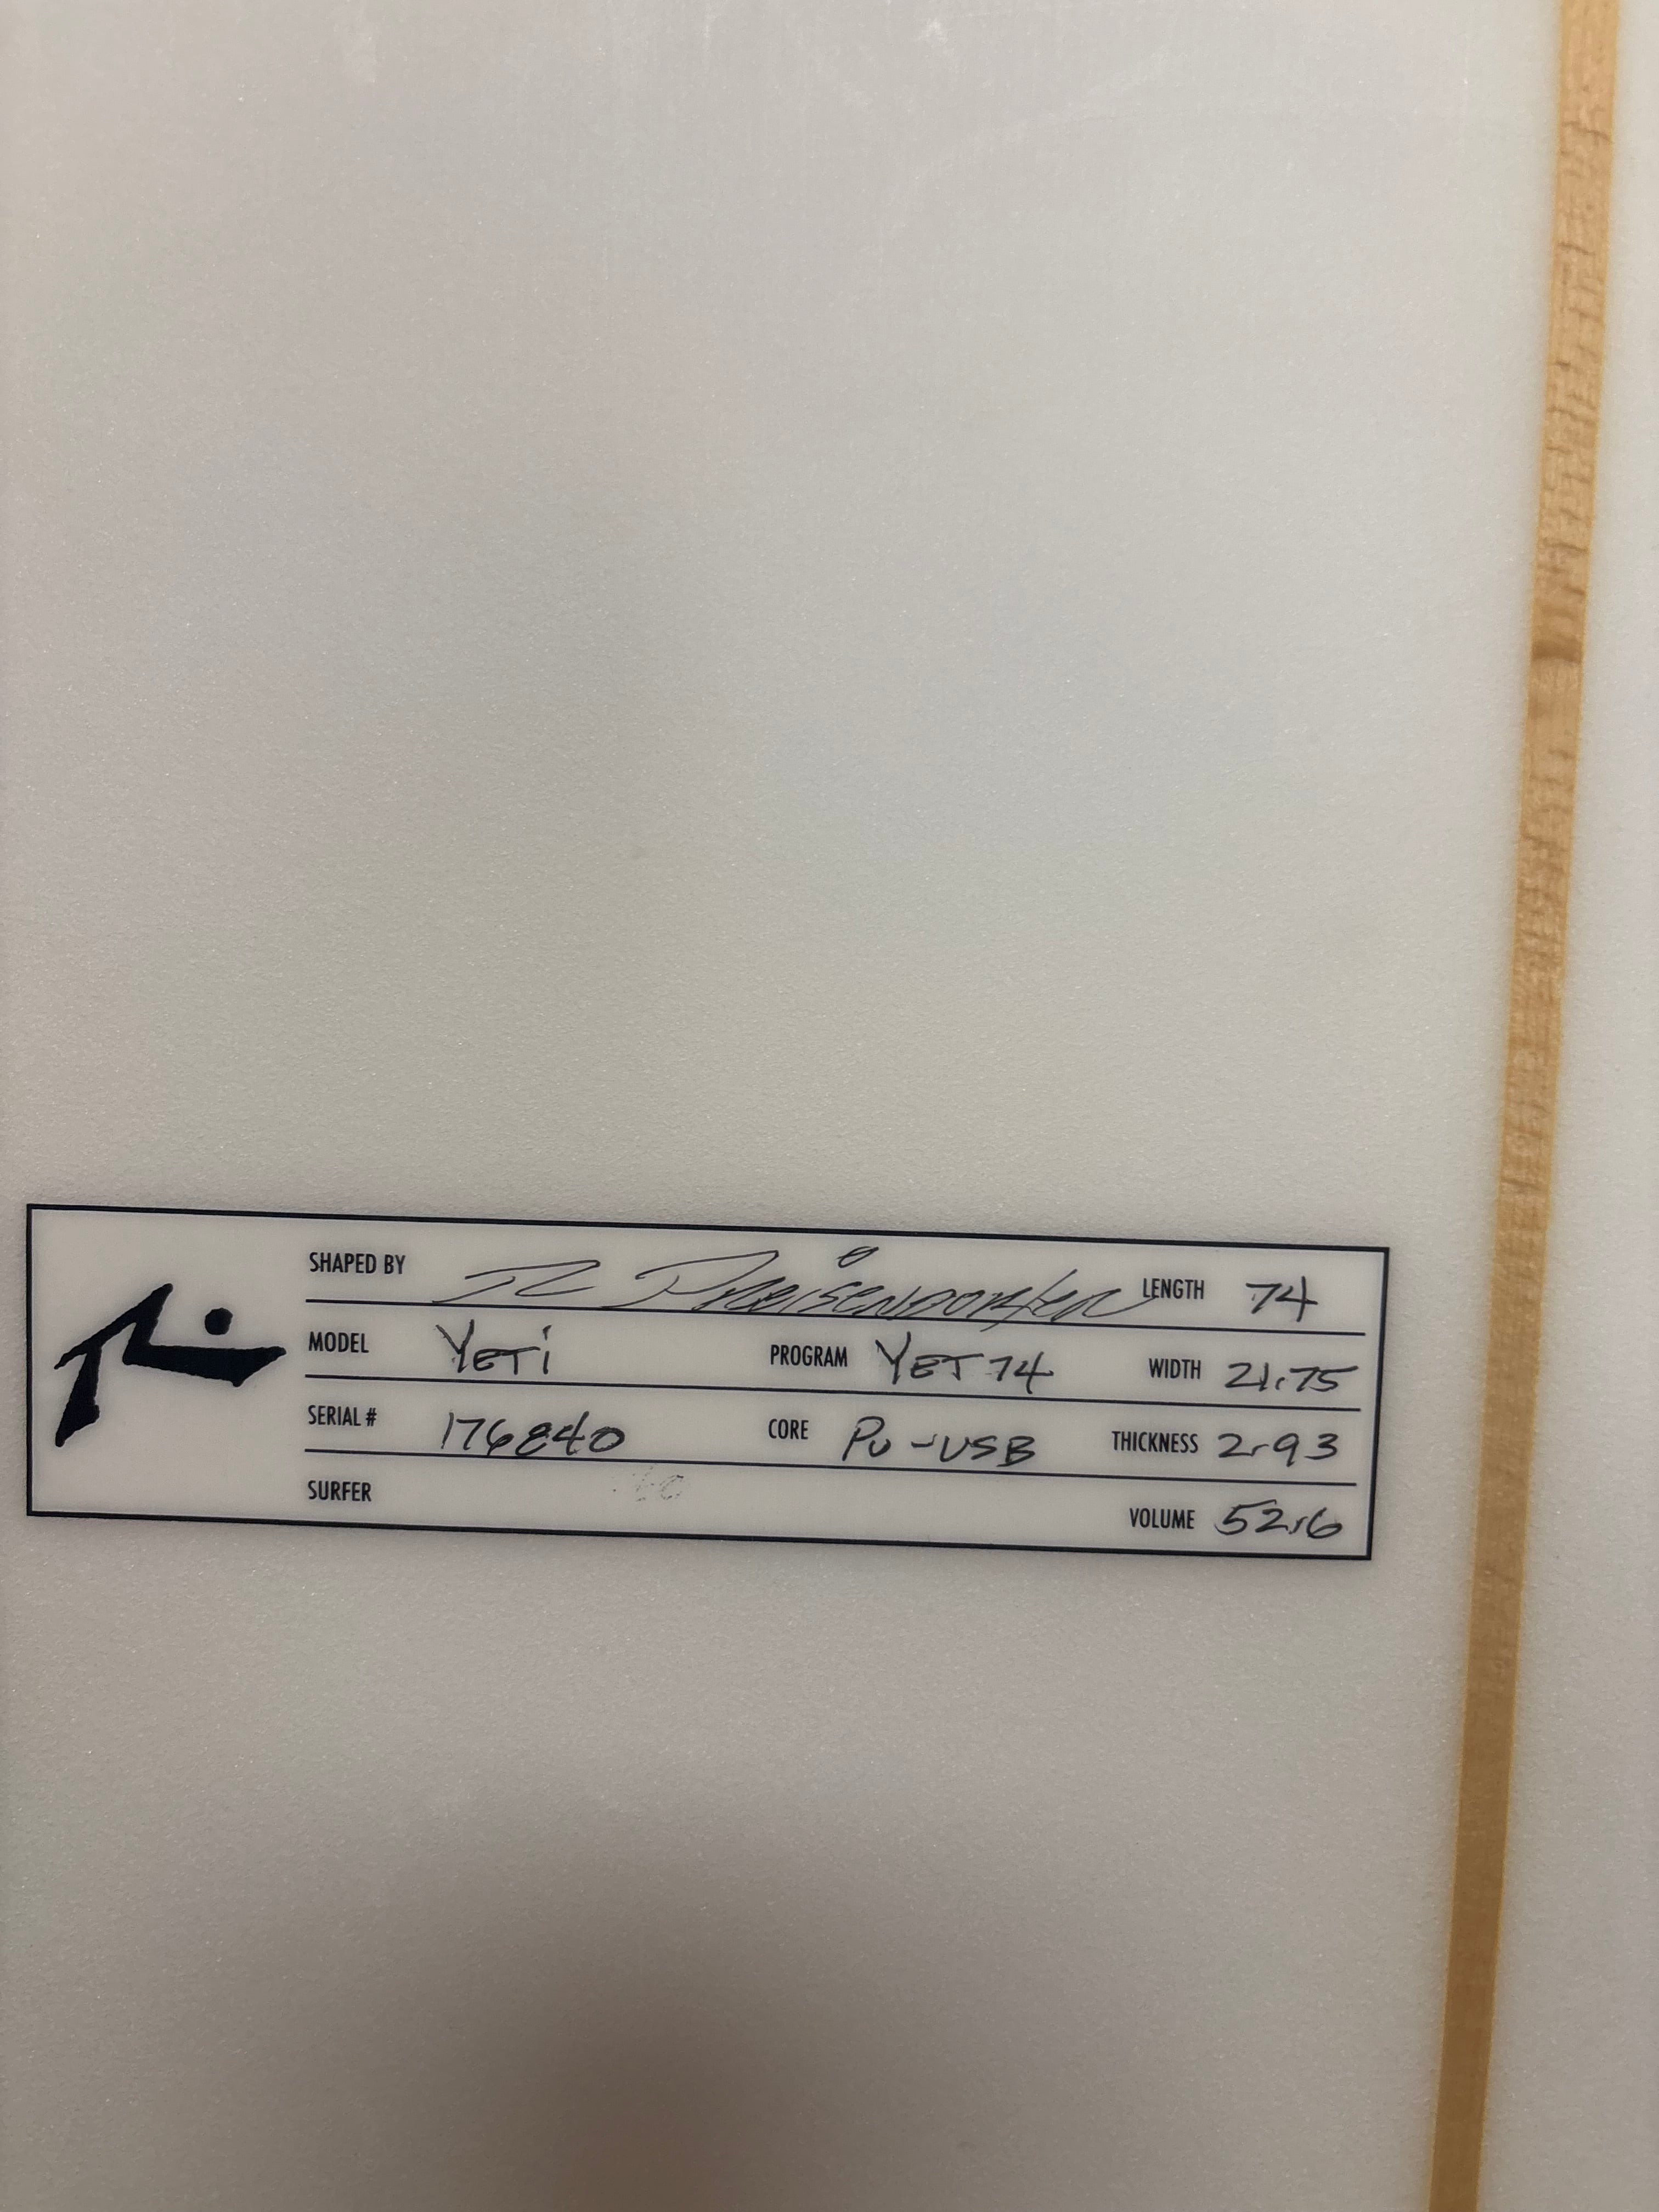 SHAPED BY R Preisendorfer LENGTH 74
MODEL YETi PROGRAM YET 74 WIDTH 21.75
SERIAL # 176840 CORE PU-USB THICKNESS 2.93
SURFER VOLUME 52.6